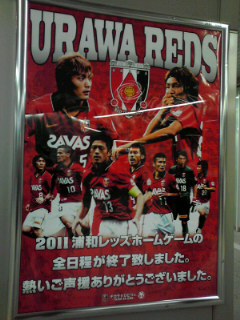 URAWA REDS
SAVAS
SAVAS
2011浦和レッズホームゲームの
全日程が終了致しました。
熱いご声援ありがとうございました。